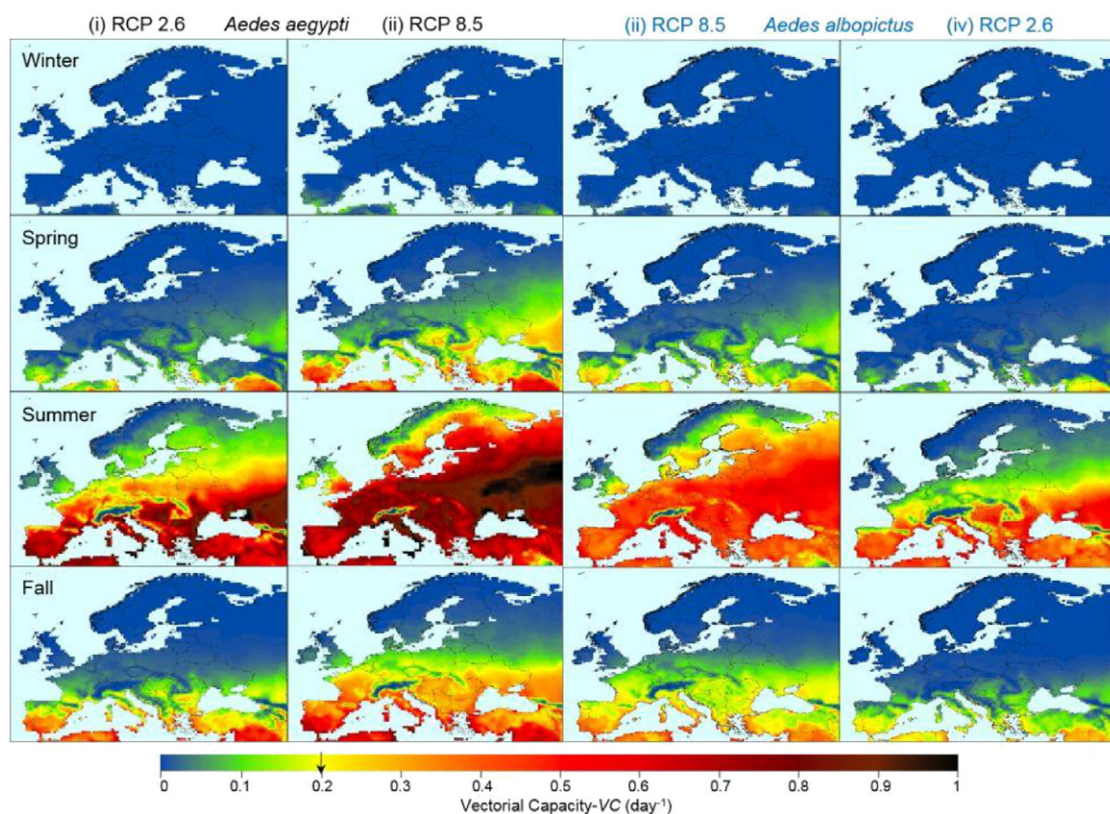 (i) RCP 2.6 Aedes aegypti (ii) RCP 8.5 (ii) RCP 8.5 Aedes albopictus (iv) RCP 2.6
Winter
Spring
Summer
Fall
0 0.1 0.2 0.3 0.4 0.5 0.6 0.7 0.8 0.9 1
Vectorial Capacity-VC (day⁻¹)